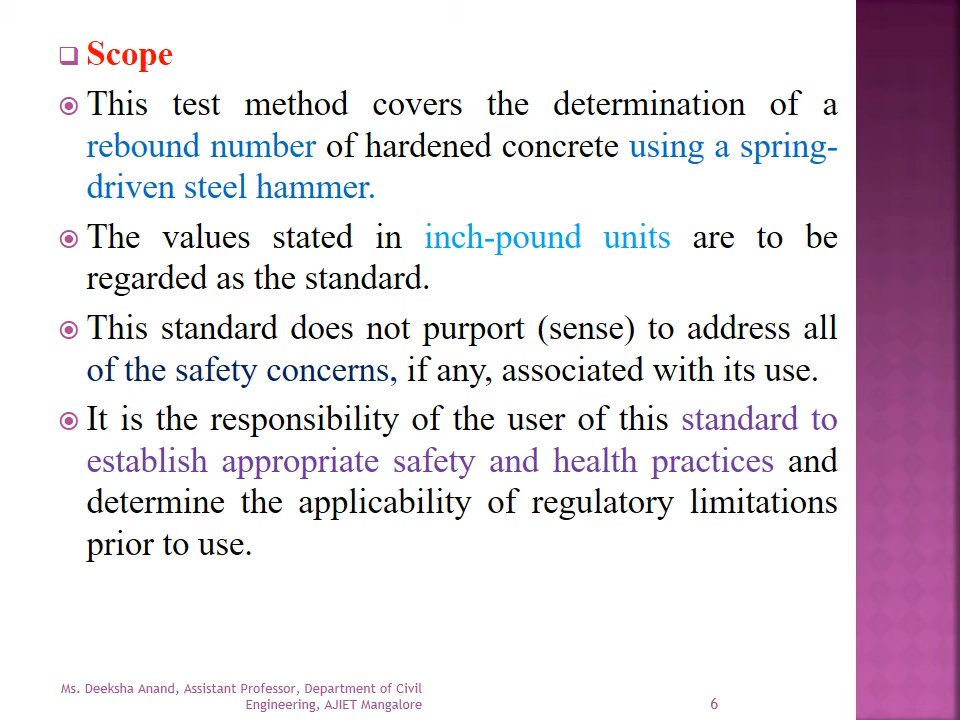 Scope
This test method covers the determination of a
rebound number of hardened concrete using a spring-
driven steel hammer.
The values stated in inch-pound units are to be
regarded as the standard.
This standard does not purport (sense) to address all
of the safety concerns, if any, associated with its use.
It is the responsibility of the user of this standard to
establish appropriate safety and health practices and
determine the applicability of regulatory limitations
prior to use.
Ms. Deeksha Anand, Assistant Professor, Department of Civil
Engineering, AJIET Mangalore
6